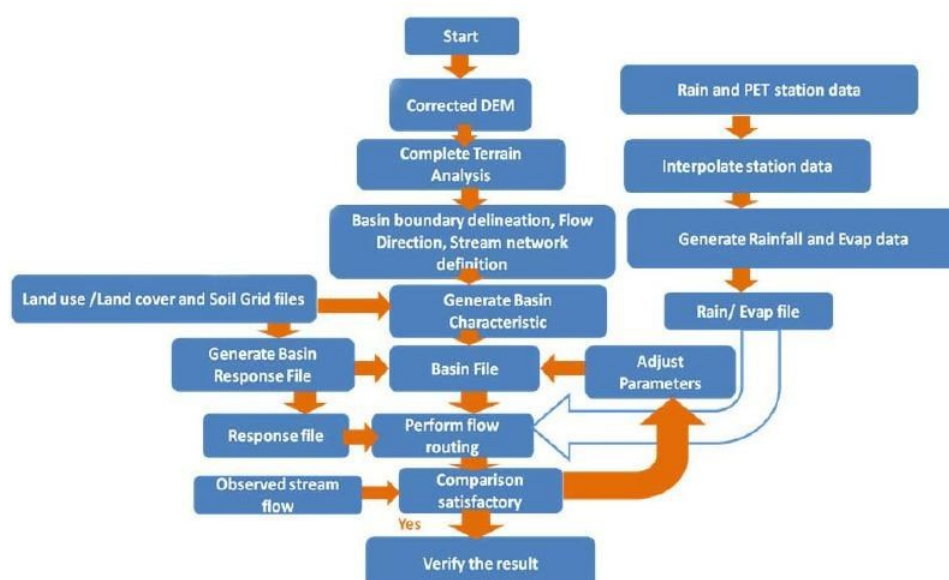 Start
Corrected DEM
Complete Terrain
Analysis
Basin boundary delineation, Flow
Direction, Stream network
definition
Rain and PET station data
Interpolate station data
Generate Rainfall and Evap data
Rain/ Evap file
Land use /Land cover and Soil Grid files
Generate Basin
Characteristic
Generate Basin
Response File
Basin File
Adjust
Parameters
Response file
Perform flow
routing
Observed stream
flow
Comparison
satisfactory
Yes
Verify the result